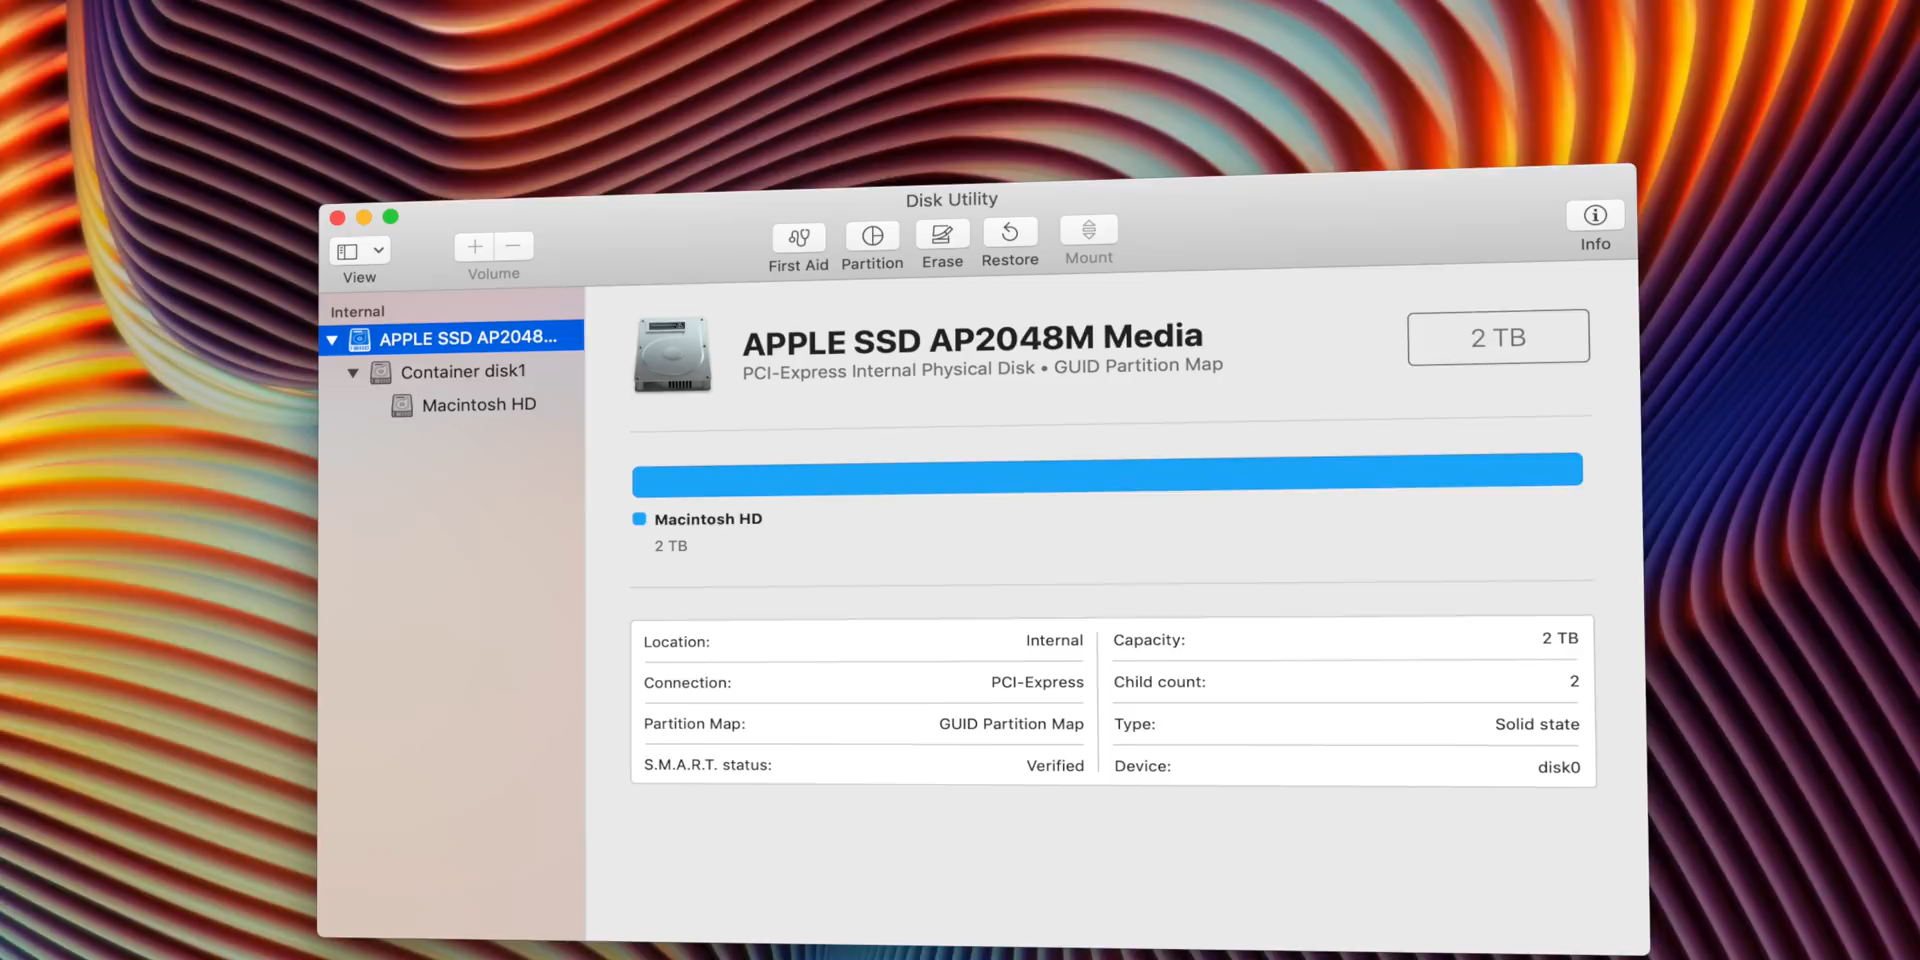 Disk Utility
View
Volume
First Aid
Partition
Erase
Restore
Mount
Info
Internal
APPLE SSD AP2048...
Container disk1
Macintosh HD
APPLE SSD AP2048M Media
PCI-Express Internal Physical Disk • GUID Partition Map
2 TB
Macintosh HD
2 TB
Location: Internal
Connection: PCI-Express
Partition Map: GUID Partition Map
S.M.A.R.T. status: Verified
Capacity: 2 TB
Child count: 2
Type: Solid state
Device: disk0